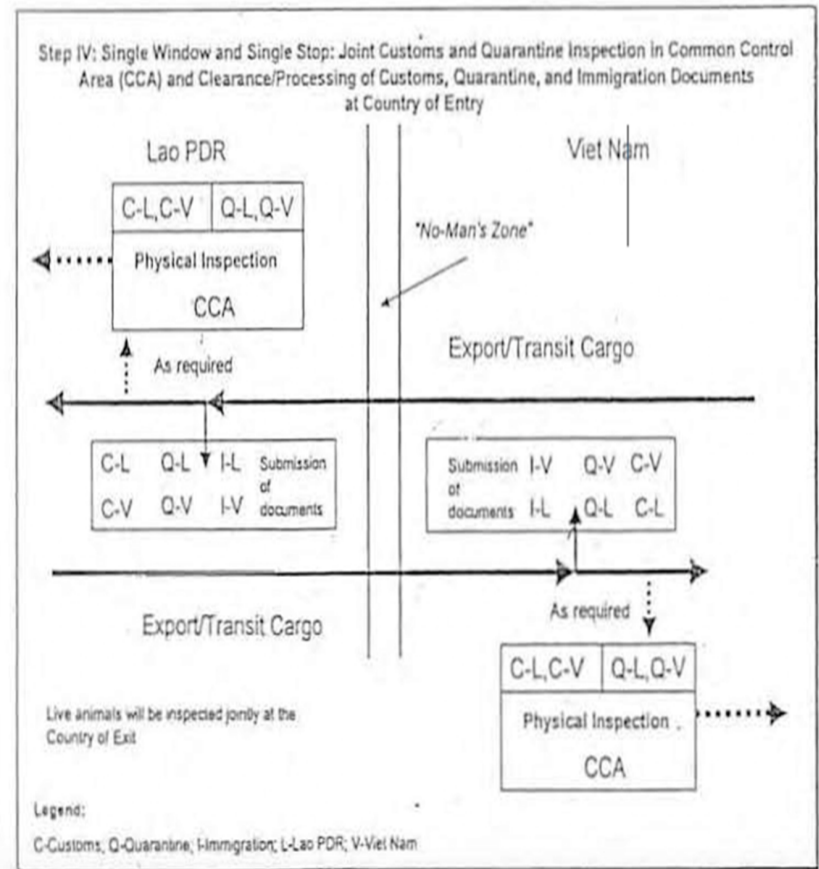 Step IV: Single Window and Single Stop: Joint Customs and Quarantine Inspection in Common Control
Area (CCA) and Clearance/Processing of Customs, Quarantine, and Immigration Documents
at Country of Entry
Lao PDR
Viet Nam
C-L,C-V Q-L,Q-V
"No-Man's Zone"
Physical Inspection
CCA
As required
Export/Transit Cargo
C-L Q-L I-L Submission
of
C-V Q-V I-V documents
Submission I-V Q-V C-V
of
documents I-L Q-L C-L
Export/Transit Cargo
As required
C-L,C-V Q-L,Q-V
Physical Inspection
CCA
Live animals will be inspected jointly at the
Country of Exit
Legend:
C-Customs, Q-Quarantine; I-Immigration; L-Lao PDR; V-Viet Nam